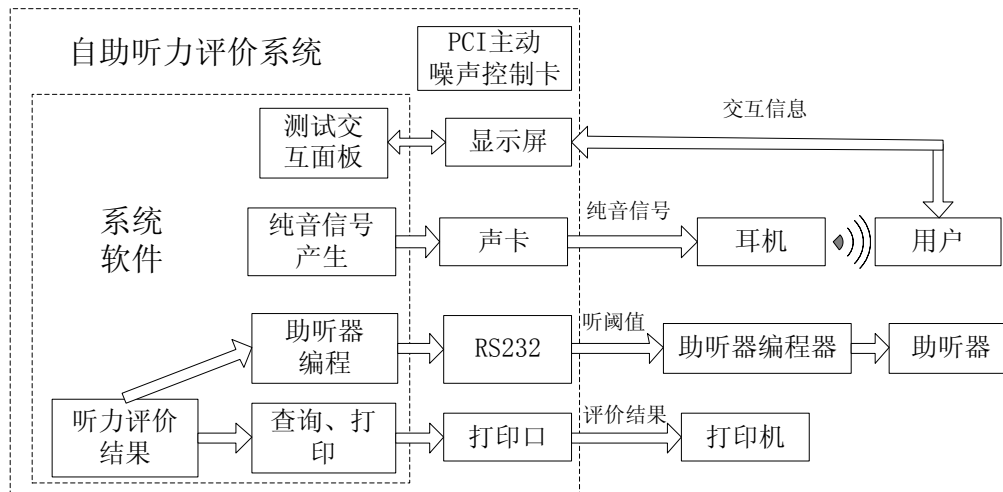 自助听力评价系统
PCI主动
噪声控制卡
测试交
互面板
显示屏
交互信息
系统
软件
纯音信号
产生
声卡
纯音信号
耳机
用户
助听器
编程
RS232
听阈值
助听器编程器
助听器
听力评价
结果
查询、打
印
打印口
评价结果
打印机